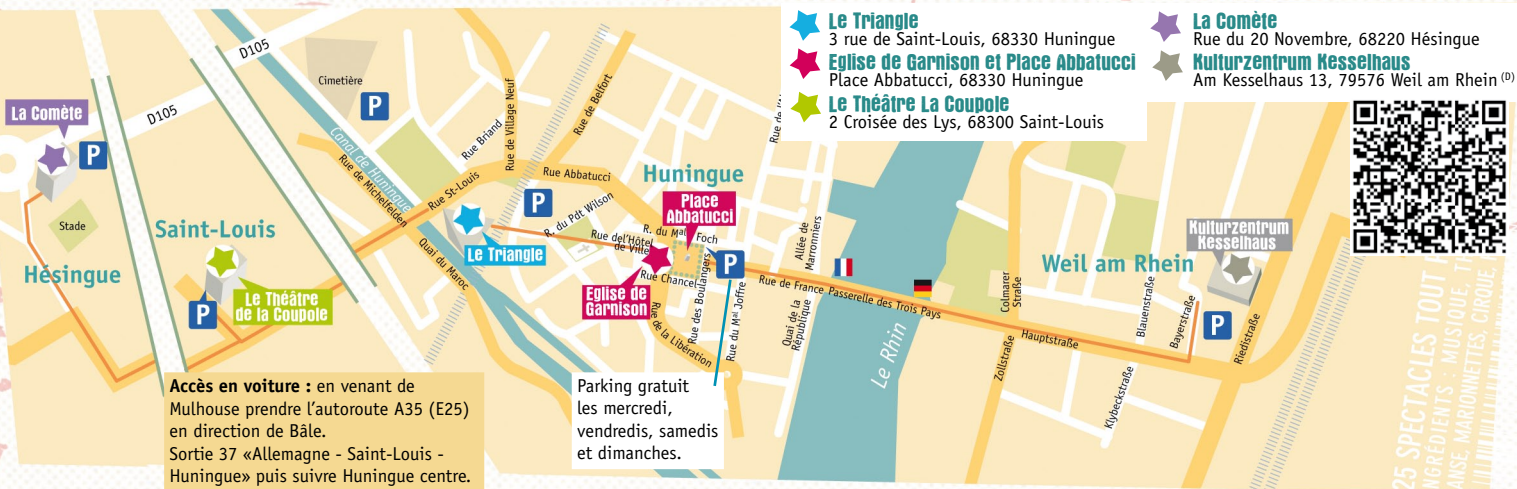 Le Triangle
3 rue de Saint-Louis, 68330 Huningue
Eglise de Garnison et Place Abbatucci
Place Abbatucci, 68330 Huningue
Le Théâtre La Coupole
2 Croisée des Lys, 68300 Saint-Louis
La Comète
Rue du 20 Novembre, 68220 Hésingue
Kulturzentrum Kesselhaus
Am Kesselhaus 13, 79576 Weil am Rhein (D)
D105
D105
Cimetière
P
La Comète
P
Stade
Hésingue
Saint-Louis
Le Théâtre
de la Coupole
P
Canal de Huningue
Rue de Michelfelden
Quai du Maroc
Rue St-Louis
Rue Briand
Rue de Village Neuf
Rue de Belfort
Rue Abbatucci
P
R. du Pdt Wilson
Le Triangle
Huningue
Place
Abbatucci
Rue de l'Hôtel
de Ville
R. du Mal Foch
Eglise de
Garnison
Rue Chancel
Rue des Boulangers
Rue de la Libération
Rue du Mal Joffre
P
Rue de
Allée de
Marronniers
Quai de la
République
Rue de France
Passerelle des Trois Pays
Le Rhin
Weil am Rhein
Colmarer
Straße
Zollstraße
Hauptstraße
Blauenstraße
Klybeckstraße
Bayerstraße
Riedistraße
Kulturzentrum
Kesselhaus
P
Accès en voiture : en venant de
Mulhouse prendre l'autoroute A35 (E25)
en direction de Bâle.
Sortie 37 «Allemagne - Saint-Louis -
Huningue» puis suivre Huningue centre.
Parking gratuit
les mercredi,
vendredis, samedis
et dimanches.
25 SPECTACLES TOUT
INGRÉDIENTS : MUSIQUE,
DANSE, MARIONNETTES, CIRQUE,